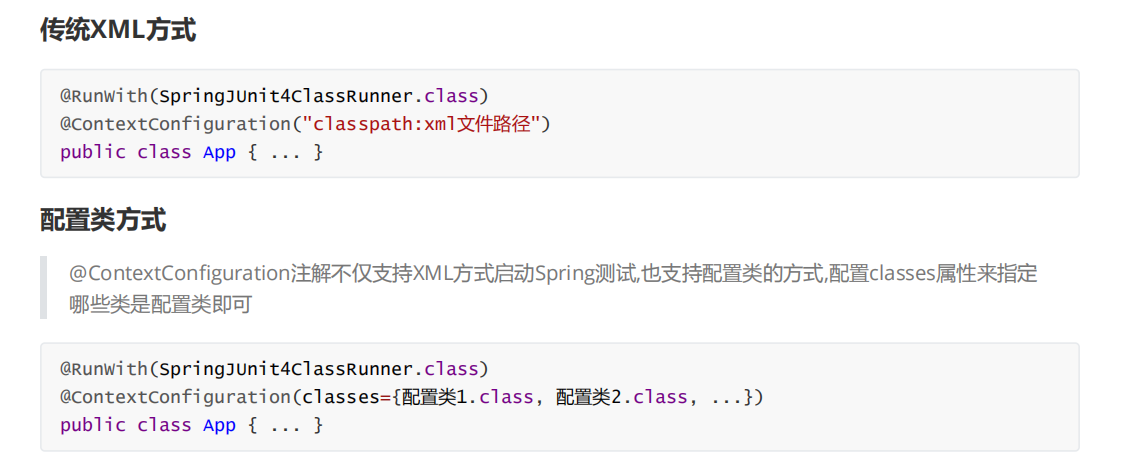 传统XML方式
@RunWith(SpringJUnit4ClassRunner.class)
@ContextConfiguration("classpath:xml文件路径")
public class App { ... }
配置类方式
@ContextConfiguration注解不仅支持XML方式启动Spring测试,也支持配置类的方式,配置classes属性来指定
哪些类是配置类即可
@RunWith(SpringJUnit4ClassRunner.class)
@ContextConfiguration(classes={配置类1.class, 配置类2.class, ...})
public class App { ... }